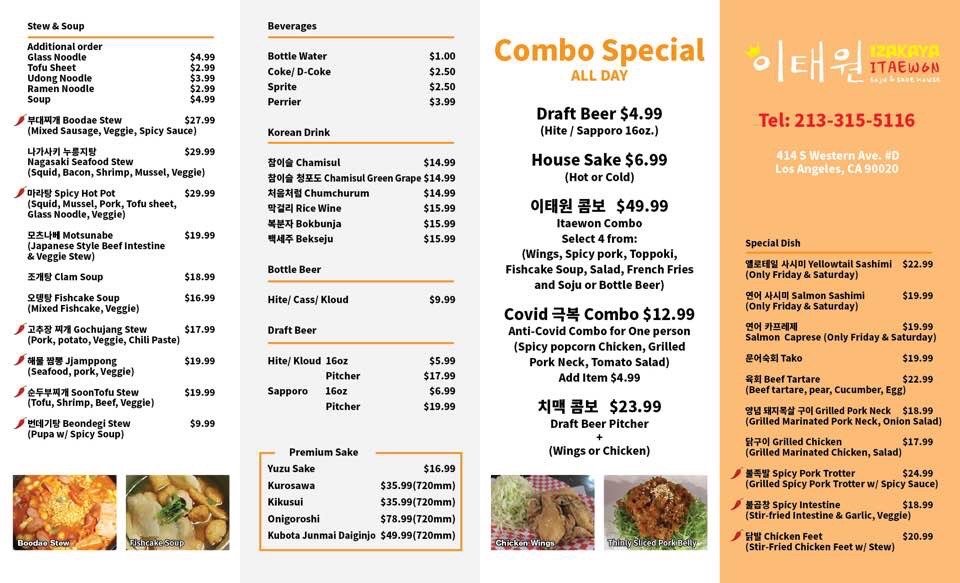 Stew & Soup
Additional order
Glass Noodle $4.99
Tofu Sheet $2.99
Udong Noodle $3.99
Ramen Noodle $2.99
Soup $4.99
부대찌개 Boodae Stew $27.99
(Mixed Sausage, Veggie, Spicy Sauce)
나가사키 누룽지탕 $29.99
Nagasaki Seafood Stew
(Squid, Bacon, Shrimp, Mussel, Veggie)
마라탕 Spicy Hot Pot $29.99
(Squid, Mussel, Pork, Tofu sheet,
Glass Noodle, Veggie)
모츠나베 Motsunabe $19.99
(Japanese Style Beef Intestine
& Veggie Stew)
조개탕 Clam Soup $18.99
오뎅탕 Fishcake Soup $16.99
(Mixed Fishcake, Veggie)
고추장 찌개 Gochujang Stew $17.99
(Pork, potato, Veggie, Chili Paste)
해물 짬뽕 Jjamppong $19.99
(Seafood, pork, Veggie)
순두부찌개 SoonTofu Stew $19.99
(Tofu, Shrimp, Beef, Veggie)
번데기탕 Beondegi Stew $9.99
(Pupa w/ Spicy Soup)
Boodae Stew
Fishcake Soup
Beverages
Bottle Water $1.00
Coke/ D-Coke $2.50
Sprite $2.50
Perrier $3.99
Korean Drink
참이슬 Chamisul $14.99
참이슬 청포도 Chamisul Green Grape $14.99
처음처럼 Chumchurum $14.99
막걸리 Rice Wine $15.99
복분자 Bokbunja $15.99
백세주 Bekseju $15.99
Bottle Beer
Hite/ Cass/ Kloud $9.99
Draft Beer
Hite/ Kloud 16oz $5.99
Pitcher $17.99
Sapporo 16oz $6.99
Pitcher $19.99
Premium Sake
Yuzu Sake $16.99
Kurosawa $35.99(720mm)
Kikusui $35.99(720mm)
Onigoroshi $78.99(720mm)
Kubota Junmai Daiginjo $49.99(720mm)
Combo Special
ALL DAY
Draft Beer $4.99
(Hite / Sapporo 16oz.)
House Sake $6.99
(Hot or Cold)
이태원 콤보 $49.99
Itaewon Combo
Select 4 from:
(Wings, Spicy pork, Toppoki,
Fishcake Soup, Salad, French Fries
and Soju or Bottle Beer)
Covid 극복 Combo $12.99
Anti-Covid Combo for One person
(Spicy popcorn Chicken, Grilled
Pork Neck, Tomato Salad)
Add Item $4.99
치맥 콤보 $23.99
Draft Beer Pitcher
+
(Wings or Chicken)
Chicken Wings
Thinly Sliced Pork Belly
이태원 IZAKAYA
ITAEWON
soju & sake house
Tel: 213-315-5116
414 S Western Ave. #D
Los Angeles, CA 90020
Special Dish
옐로테일 사시미 Yellowtail Sashimi $22.99
(Only Friday & Saturday)
연어 사시미 Salmon Sashimi $19.99
(Only Friday & Saturday)
연어 카프레제 $19.99
Salmon Caprese (Only Friday & Saturday)
문어숙회 Tako $19.99
육회 Beef Tartare $22.99
(Beef tartare, pear, Cucumber, Egg)
양념 돼지목살 구이 Grilled Pork Neck $18.99
(Grilled Marinated Pork Neck, Onion Salad)
닭구이 Grilled Chicken $17.99
(Grilled Marinated Chicken, Salad)
불족발 Spicy Pork Trotter $24.99
(Grilled Spicy Pork Trotter w/ Spicy Sauce)
불곱창 Spicy Intestine $18.99
(Stir-fried Intestine & Garlic, Veggie)
닭발 Chicken Feet $20.99
(Stir-Fried Chicken Feet w/ Stew)